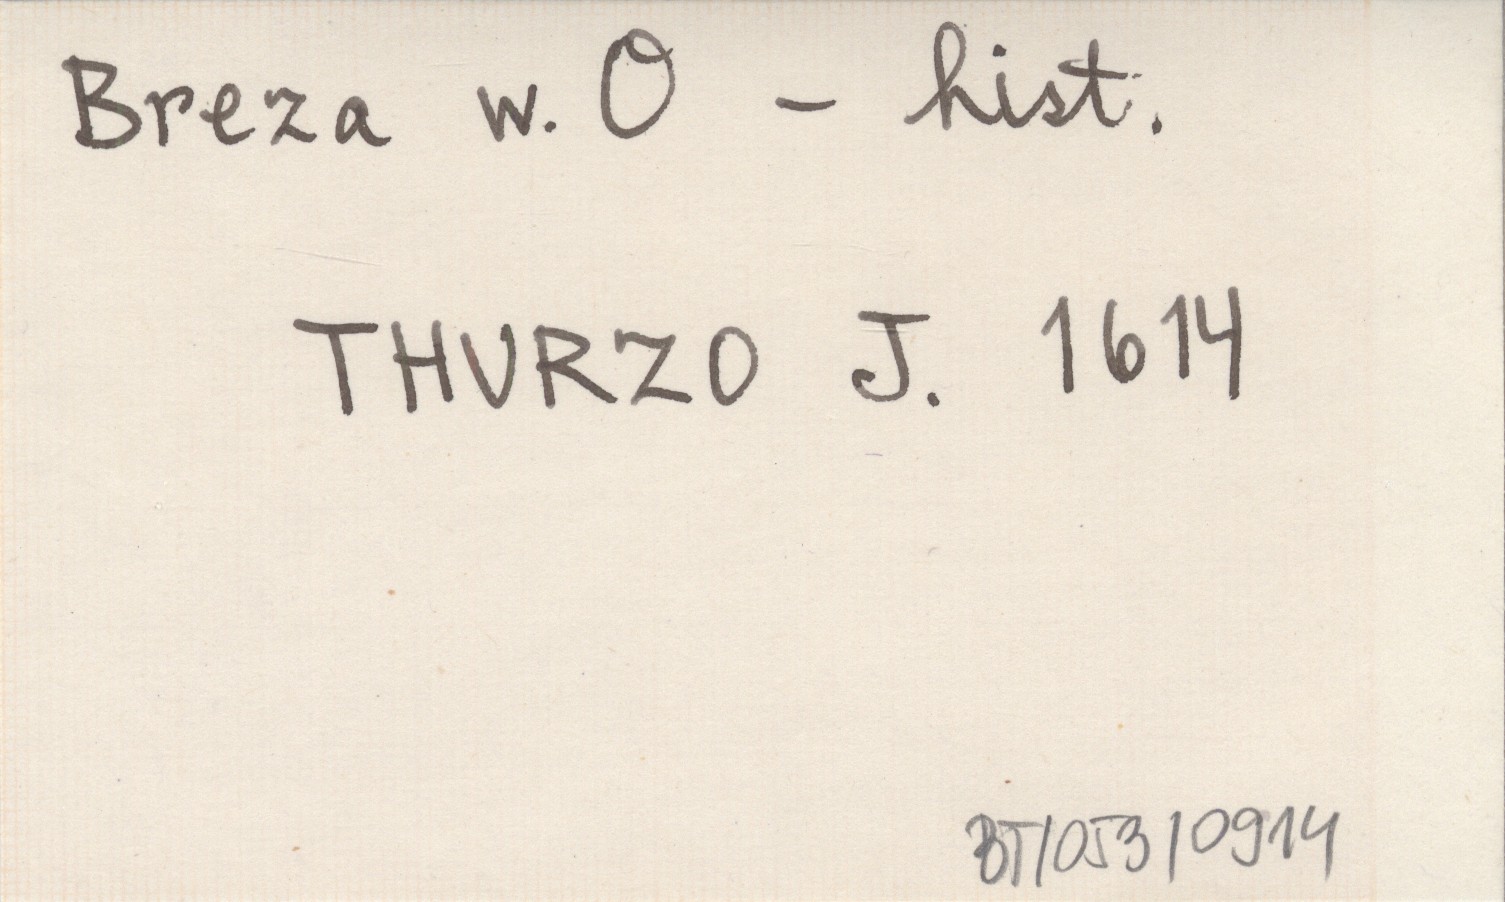 Breza w. O - hist.
THURZO J. 1614
BT/053/0914